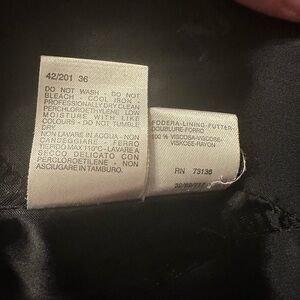 42/201 36
DO NOT WASH - DO NOT
BLEACH - COOL IRON -
PROFESSIONALLY DRY CLEAN
PERCHLOROETHYLENE LOW
MOISTURE WITH LIKE
COLOURS - DO NOT TUMBLE
DRY
NON LAVARE IN ACQUA - NON
CANDEGGIARE - FERRO
TIEPIDO MAX110°C - LAVARE A
SECCO DELICATO CON
PERCLOROETILENE - NON
ASCIUGARE IN TAMBURO.
FODERA-LINING-FUTTER-
DOUBLURE-FORRO
100 % VISCOSA-VISCOSE-
VISKOSE-RAYON
RN 73136